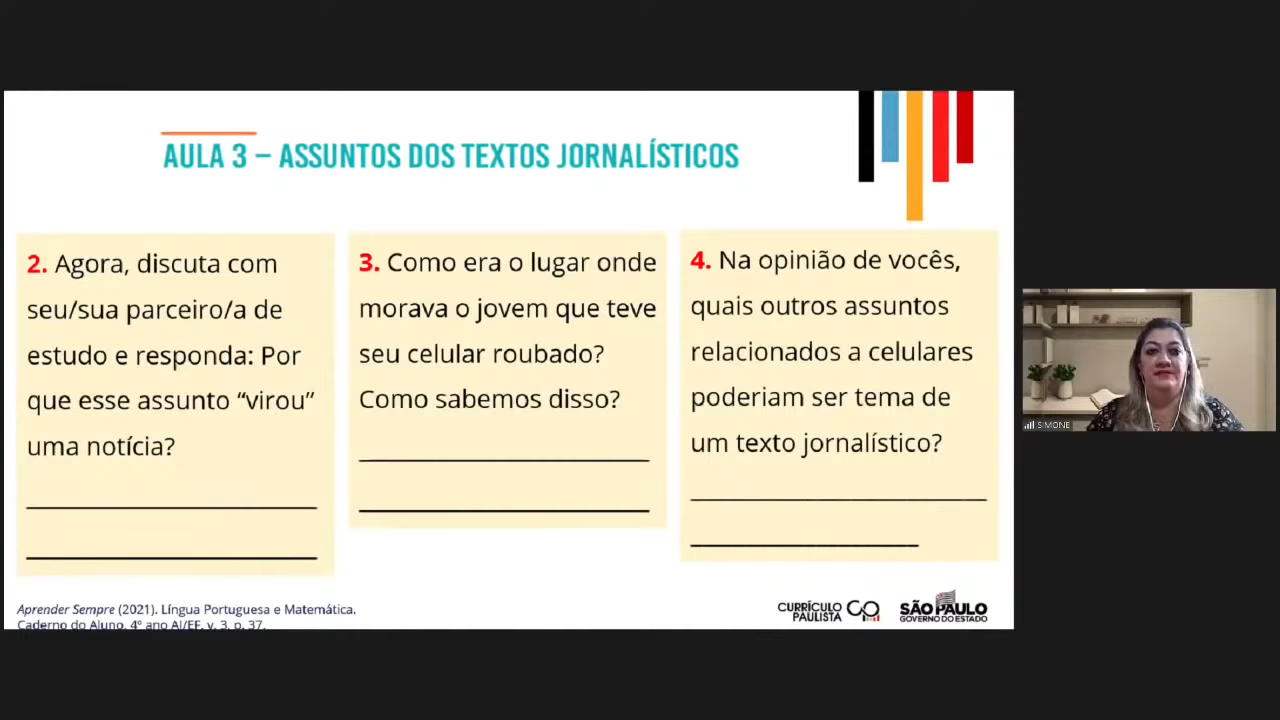 AULA 3 – ASSUNTOS DOS TEXTOS JORNALÍSTICOS
2. Agora, discuta com
seu/sua parceiro/a de
estudo e responda: Por
que esse assunto “virou”
uma notícia?
3. Como era o lugar onde
morava o jovem que teve
seu celular roubado?
Como sabemos disso?
4. Na opinião de vocês,
quais outros assuntos
relacionados a celulares
poderiam ser tema de
um texto jornalístico?
Aprender Sempre (2021). Língua Portuguesa e Matemática.
Caderno do Aluno. 4º ano AI/EF, v. 3, p. 37.
CURRÍCULO
PAULISTA
SÃO PAULO
GOVERNO DO ESTADO
SIMONE